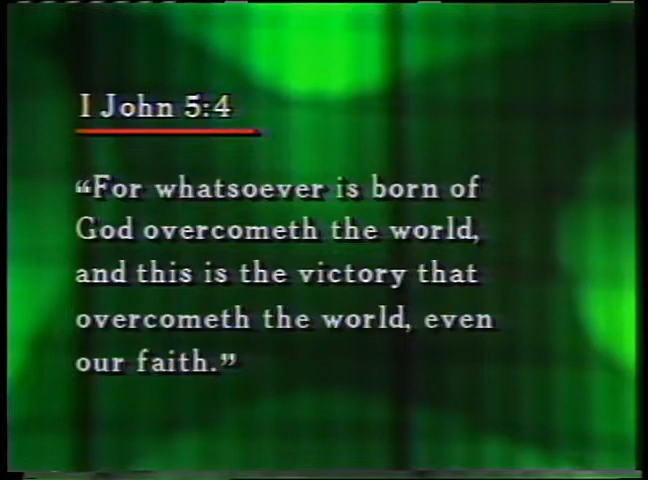 I John 5:4
“For whatsoever is born of
God overcometh the world,
and this is the victory that
overcometh the world, even
our faith.”